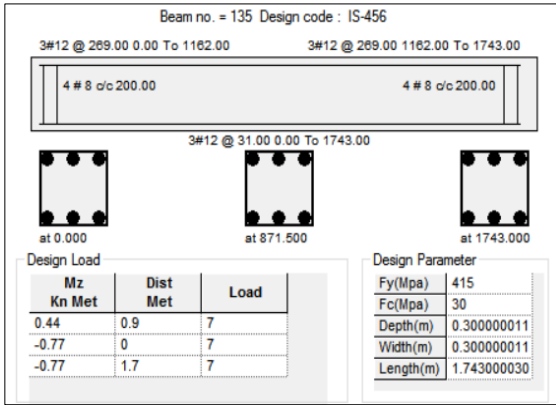 Beam no. = 135 Design code : IS-456
3#12 @ 269.00 0.00 To 1162.00 3#12 @ 269.00 1162.00 To 1743.00
4 # 8 c/c 200.00 4 # 8 c/c 200.00
3#12 @ 31.00 0.00 To 1743.00
at 0.000 at 871.500 at 1743.000
Design Load
Mz
Kn Met
Dist
Met
Load
0.44 0.9 7
-0.77 0 7
-0.77 1.7 7
Design Parameter
Fy(Mpa) 415
Fc(Mpa) 30
Depth(m) 0.300000011
Width(m) 0.300000011
Length(m) 1.743000030